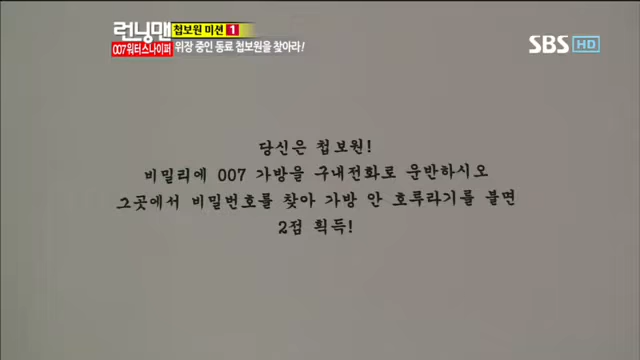 런닝맨 첩보원 미션 1
007 워터 스나이퍼 위장 중인 동료 첩보원을 찾아라!
SBS HD
당신은 첩보원!
비밀리에 007 가방을 구내전화로 운반하시오
그곳에서 비밀번호를 찾아 가방 안 호루라기를 불면
2점 획득!